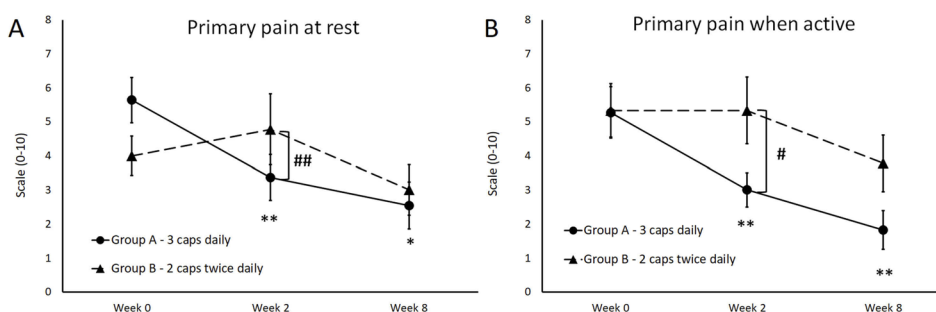 A
Primary pain at rest
8
7
6
5
4
3
2
1
0
Scale (0-10)
##
**
*
Group A - 3 caps daily
Group B - 2 caps twice daily
Week 0
Week 2
Week 8
B
Primary pain when active
8
7
6
5
4
3
2
1
0
Scale (0-10)
#
**
**
Group A - 3 caps daily
Group B - 2 caps twice daily
Week 0
Week 2
Week 8